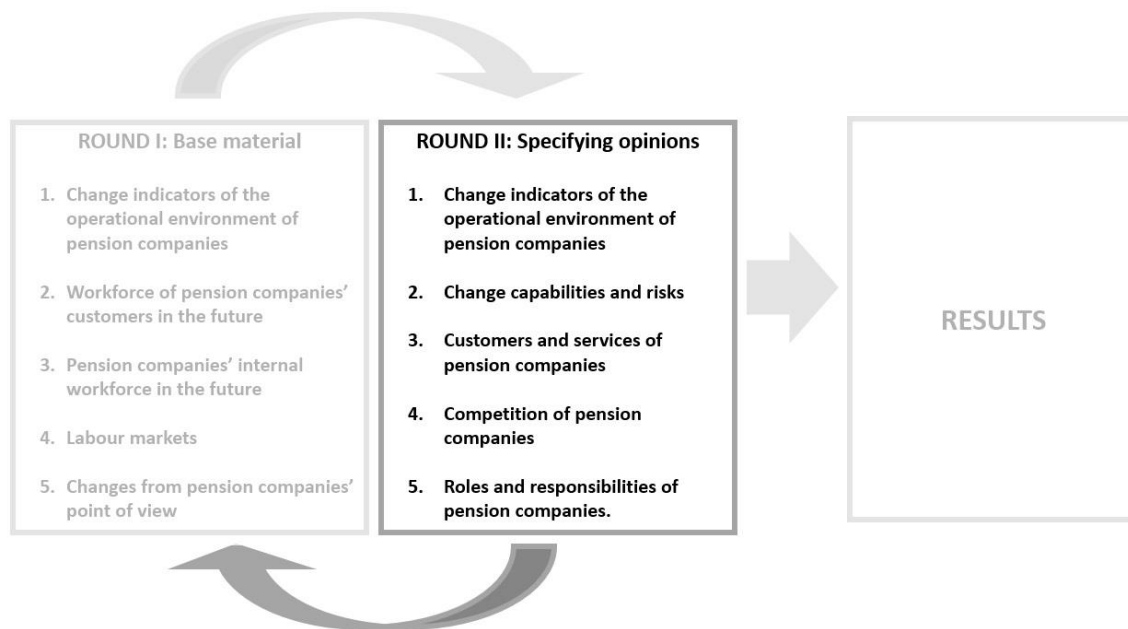 ROUND I: Base material
1. Change indicators of the
operational environment of
pension companies
2. Workforce of pension companies’
customers in the future
3. Pension companies’ internal
workforce in the future
4. Labour markets
5. Changes from pension companies’
point of view
ROUND II: Specifying opinions
1. Change indicators of the
operational environment of
pension companies
2. Change capabilities and risks
3. Customers and services of
pension companies
4. Competition of pension
companies
5. Roles and responsibilities of
pension companies.
RESULTS